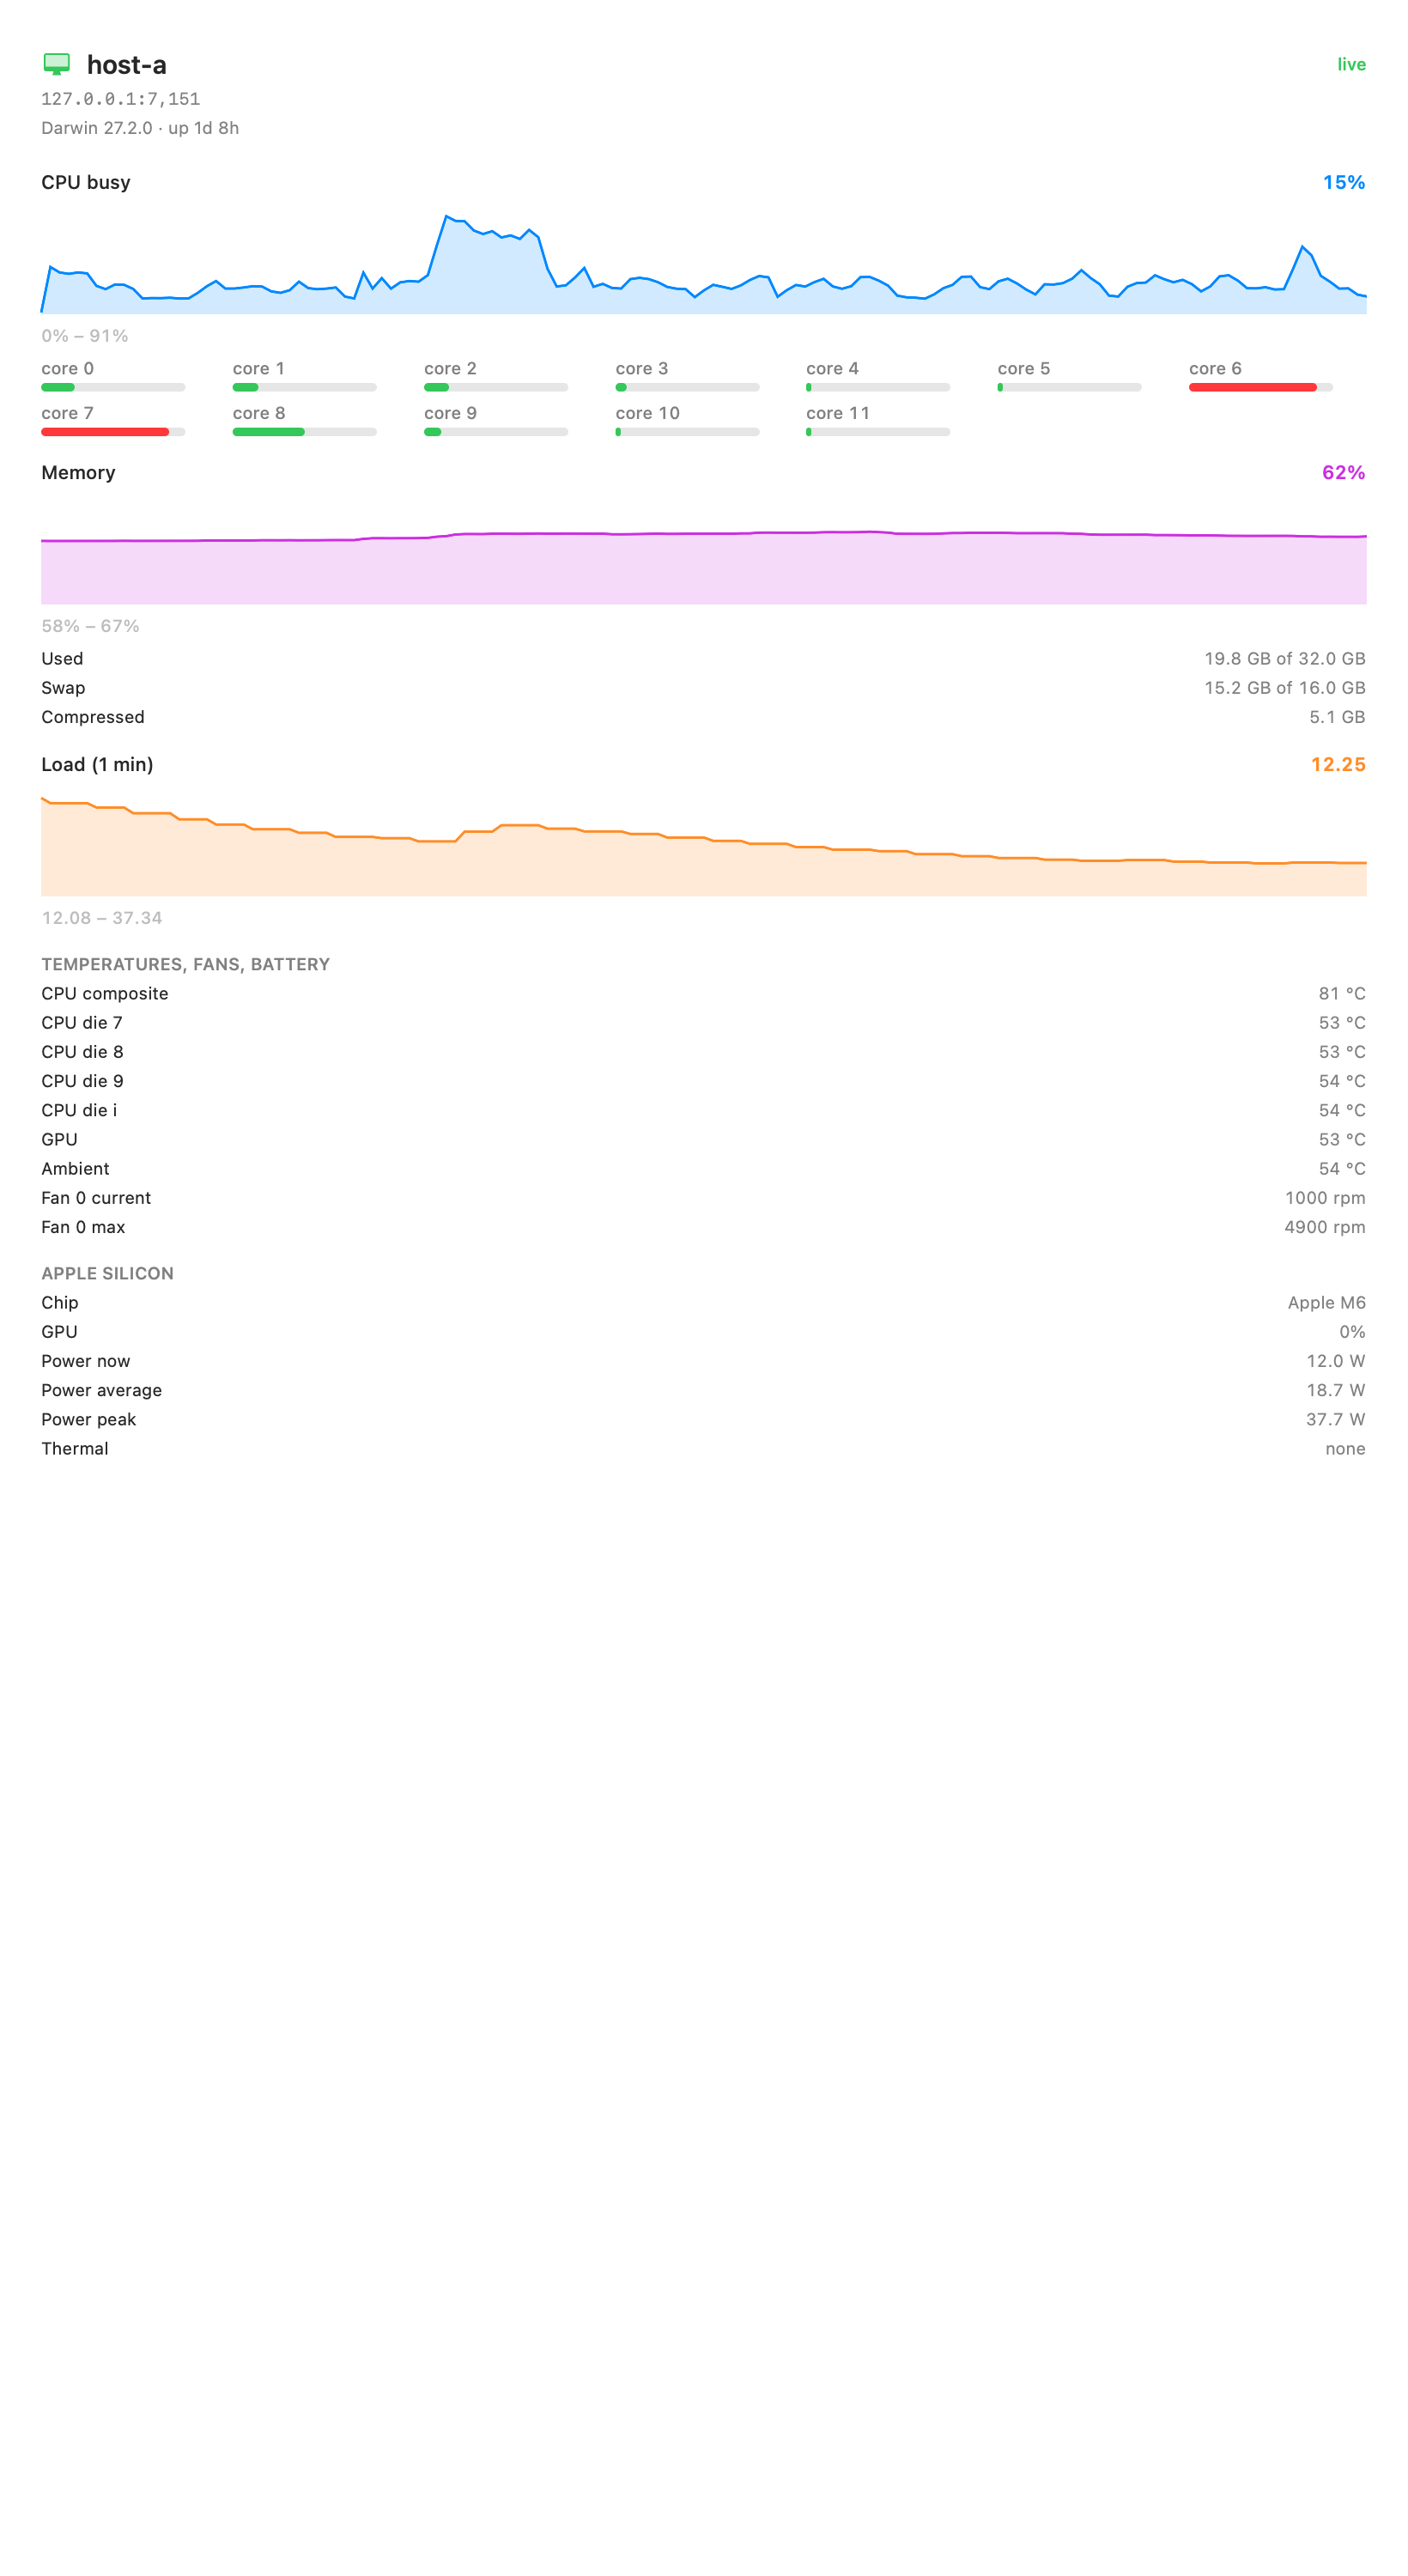 host-a
live
127.0.0.1:7,151
Darwin 27.2.0 · up 1d 8h
CPU busy 15%
0% – 91%
core 0 core 1 core 2 core 3 core 4 core 5 core 6
core 7 core 8 core 9 core 10 core 11
Memory 62%
58% – 67%
Used 19.8 GB of 32.0 GB
Swap 15.2 GB of 16.0 GB
Compressed 5.1 GB
Load (1 min) 12.25
12.08 – 37.34
TEMPERATURES, FANS, BATTERY
CPU composite 81 °C
CPU die 7 53 °C
CPU die 8 53 °C
CPU die 9 54 °C
CPU die i 54 °C
GPU 53 °C
Ambient 54 °C
Fan 0 current 1000 rpm
Fan 0 max 4900 rpm
APPLE SILICON
Chip Apple M6
GPU 0%
Power now 12.0 W
Power average 18.7 W
Power peak 37.7 W
Thermal none